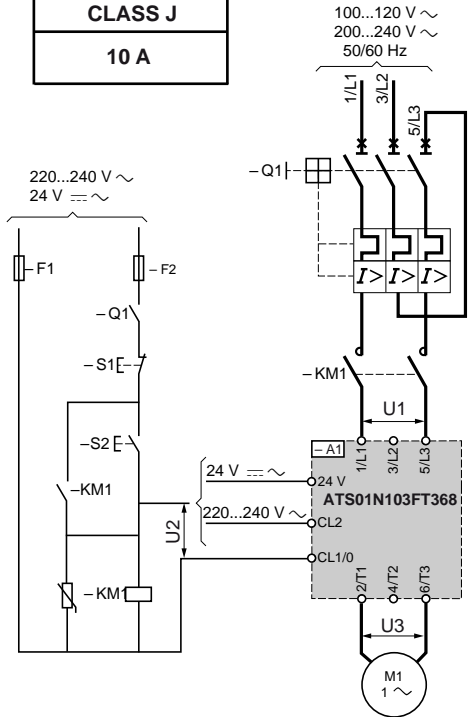 CLASS J
10 A
100...120 V ~
200...240 V ~
50/60 Hz
1/L1
3/L2
5/L3
– Q1
220...240 V ~
24 V ⎓ ~
– F1
– F2
– Q1
I>
I>
I>
– S1
– KM1
U1
– S2
– A1
1/L1
3/L2
5/L3
24 V ⎓ ~
24 V
ATS01N103FT368
– KM1
U2
220...240 V ~
CL2
CL1/0
– KM1
2/T1
4/T2
6/T3
U3
M1
1 ~